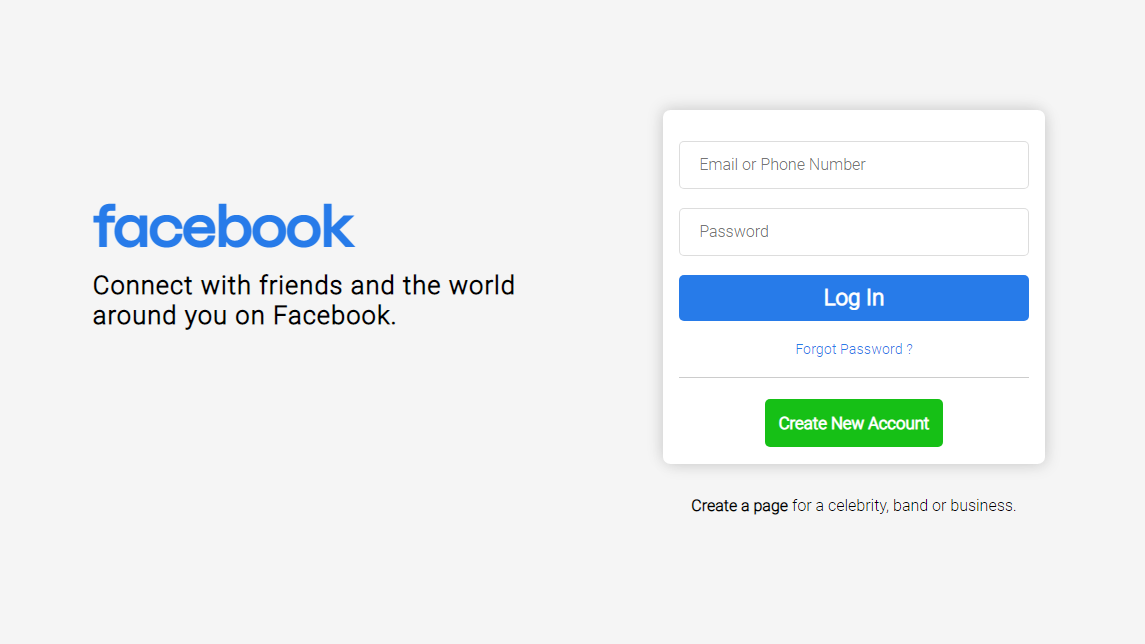 facebook
Connect with friends and the world
around you on Facebook.
Email or Phone Number
Password
Log In
Forgot Password ?
Create New Account
Create a page for a celebrity, band or business.